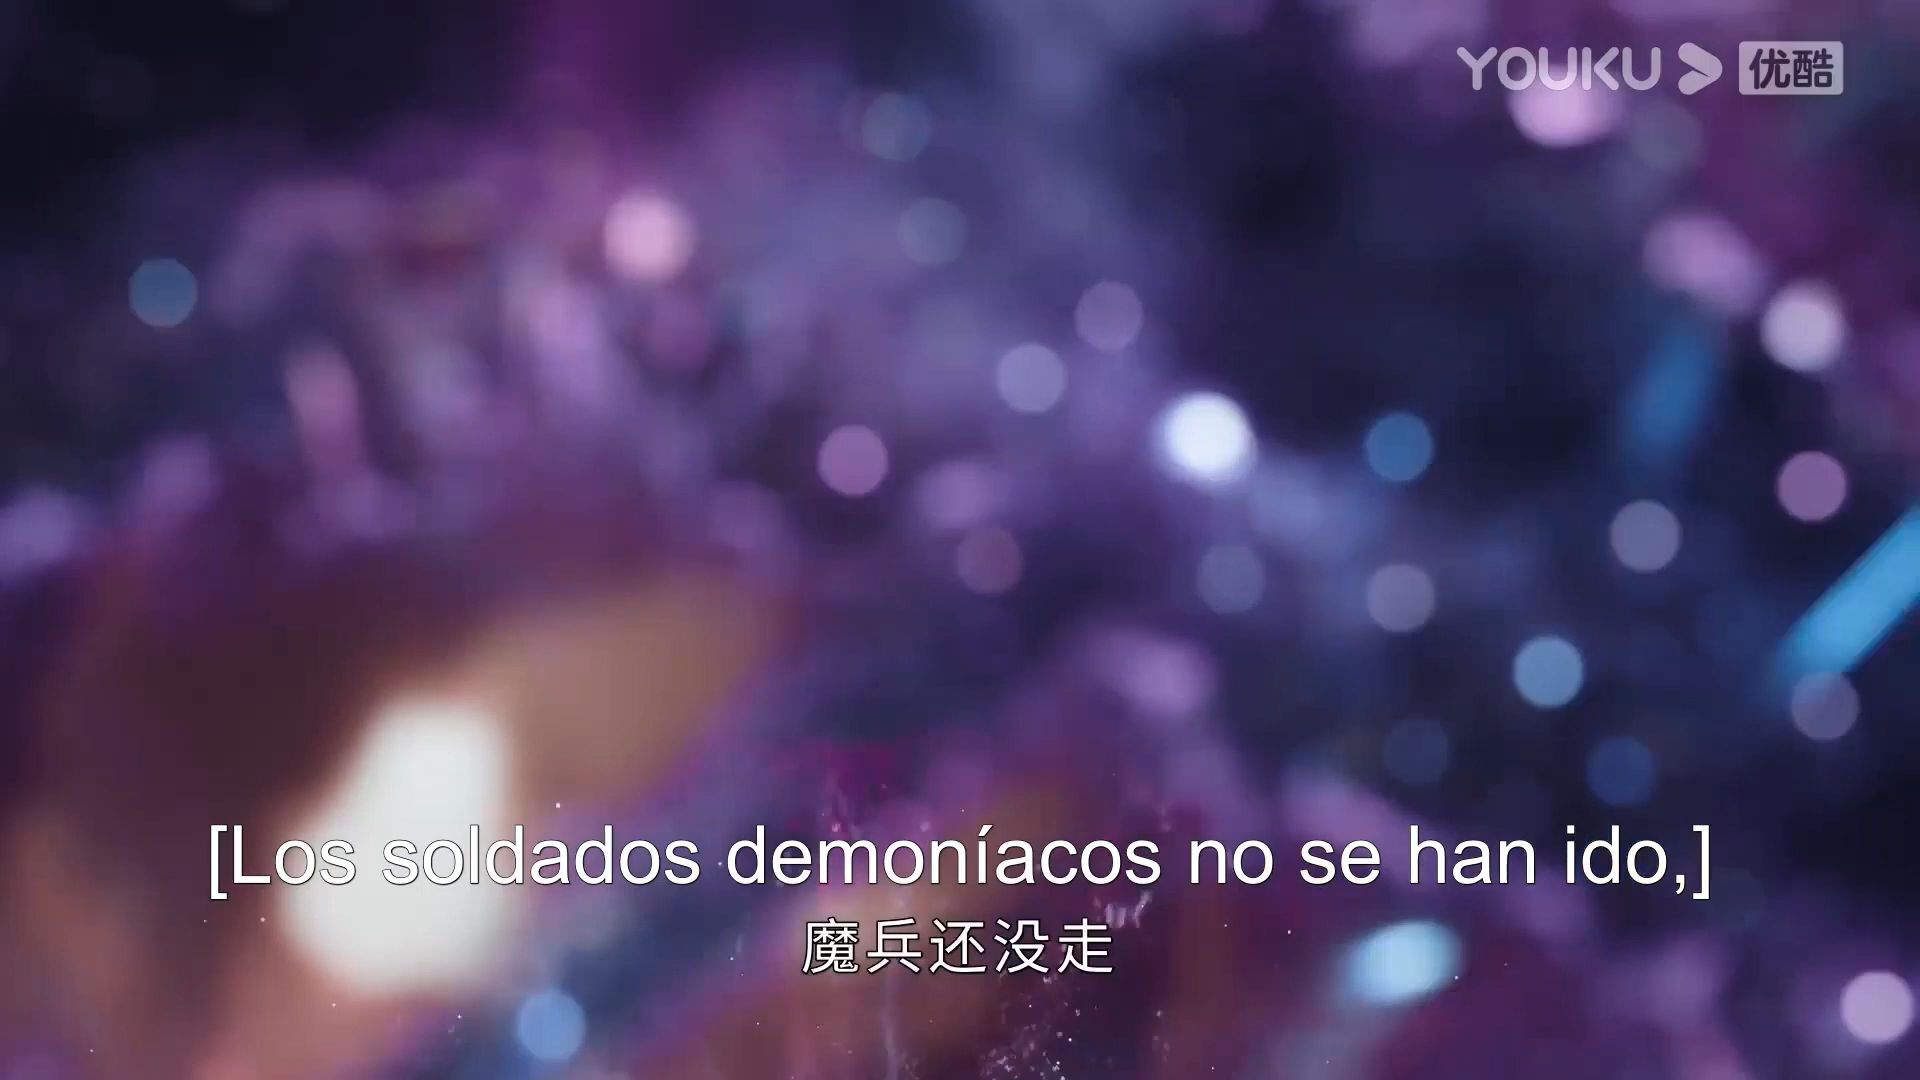 YOUKU 优酷
[Los soldados demoníacos no se han ido,]
魔兵还没走